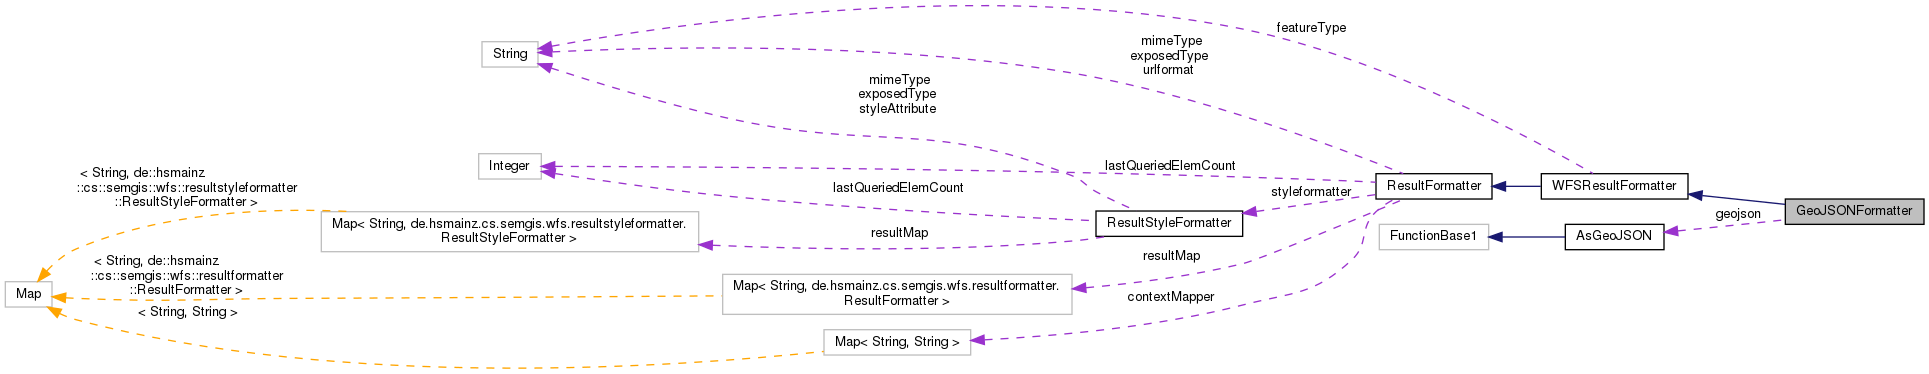 featureType
String
mimeType
exposedType
urlformat
mimeType
exposedType
styleAttribute
Integer
lastQueriedElemCount
< String, de::hsmainz
::cs::semgis::wfs::resultstyleformatter
::ResultStyleFormatter >
lastQueriedElemCount
styleformatter
ResultFormatter
WFSResultFormatter
GeoJSONFormatter
geojson
Map< String, de.hsmainz.cs.semgis.wfs.resultstyleformatter.
ResultStyleFormatter >
resultMap
ResultStyleFormatter
FunctionBase1
AsGeoJSON
< String, de::hsmainz
::cs::semgis::wfs::resultformatter
::ResultFormatter >
resultMap
Map
Map< String, de.hsmainz.cs.semgis.wfs.resultformatter.
ResultFormatter >
contextMapper
< String, String >
Map< String, String >